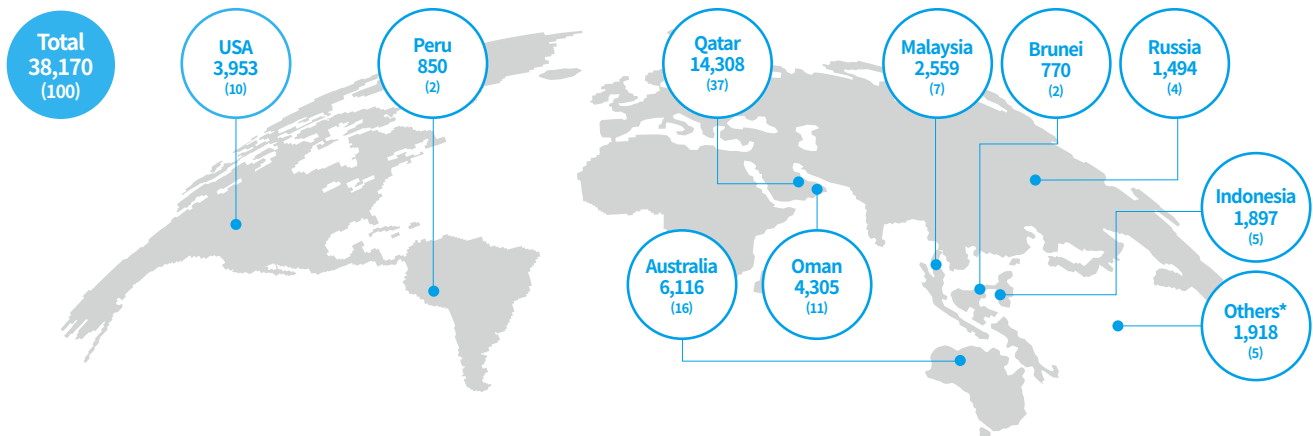 Total
38,170
(100)
USA
3,953
(10)
Peru
850
(2)
Qatar
14,308
(37)
Malaysia
2,559
(7)
Brunei
770
(2)
Russia
1,494
(4)
Indonesia
1,897
(5)
Australia
6,116
(16)
Oman
4,305
(11)
Others*
1,918
(5)